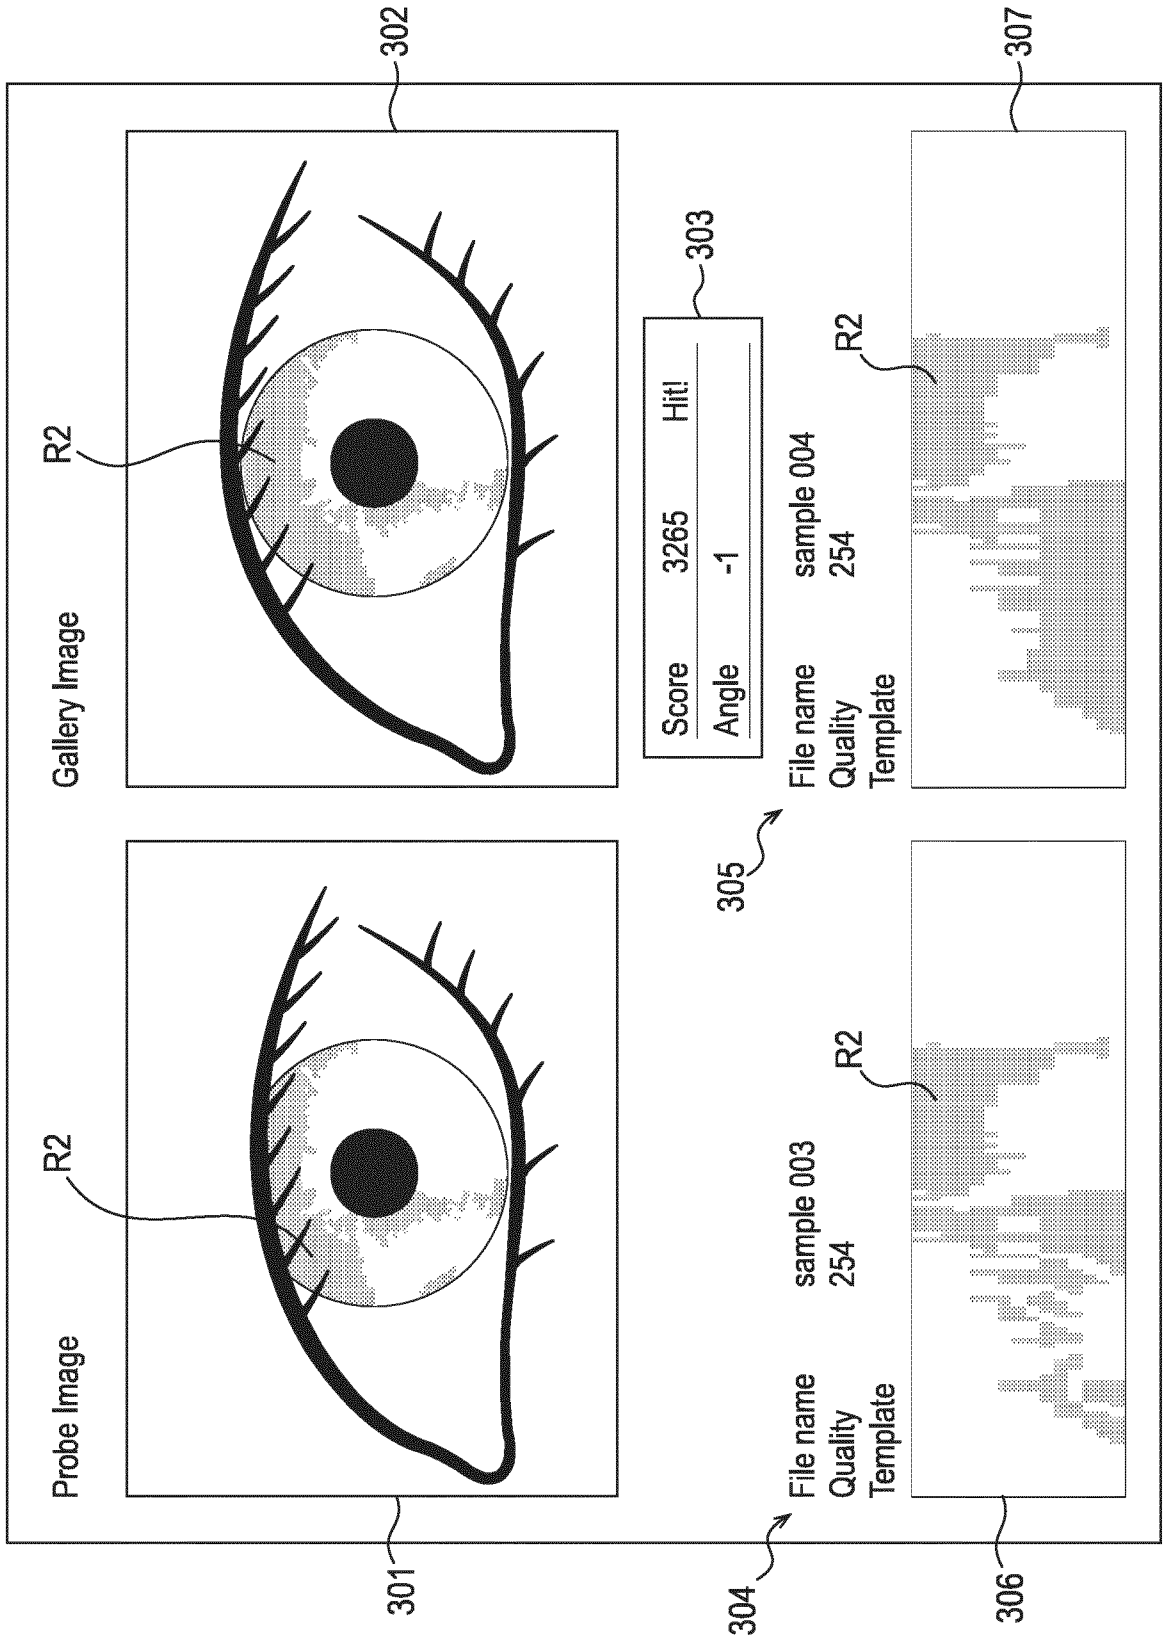 Probe Image
Gallery Image
R2
R2
301
302
Score 3265 Hit!
Angle -1
303
304
305
File name sample 003
Quality 254
Template
File name sample 004
Quality 254
Template
R2
R2
306
307